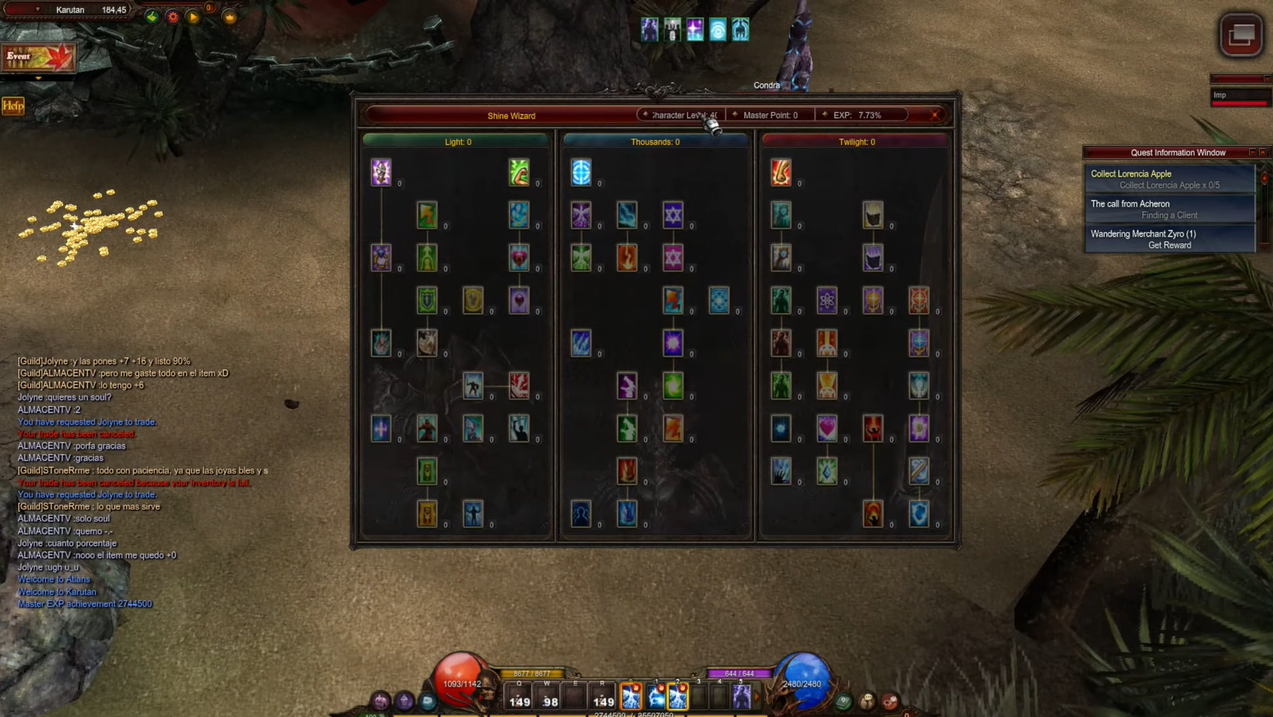 Karutan 184,45
0
Event
Help
Condra
Imp
Shine Wizard
Character Level: 4(
Master Point: 0
EXP: 7.73%
Light: 0
Thousands: 0
Twilight: 0
Quest Information Window
Collect Lorencia Apple
Collect Lorencia Apple x 0/5
The call from Acheron
Finding a Client
Wandering Merchant Zyro (1)
Get Reward
[Guild]Jolyne :y las pones +7 +16 y listo 90%
[Guild]ALMACENTV :pero me gaste todo en el item xD
[Guild]ALMACENTV :lo tengo +6
Jolyne :quieres un soul?
ALMACENTV :2
You have requested Jolyne to trade.
Your trade has been canceled.
ALMACENTV :porfa gracias
ALMACENTV :gracias
[Guild]SToneRrme : todo con paciencia, ya que las joyas bles y s
Your trade has been canceled because your inventory is full.
You have requested Jolyne to trade.
[Guild]SToneRrme : lo que mas sirve
ALMACENTV :solo soul
ALMACENTV :quemo -.-
Jolyne :cuanto porcentaje
ALMACENTV :nooo el item me quedo +0
Jolyne :ugh u_u
Welcome to Atlans
Welcome to Karutan
Master EXP achievement 2744500
1093/1142
8677 / 8677
644 / 644
2480/2480
Q W E R
149 98 149